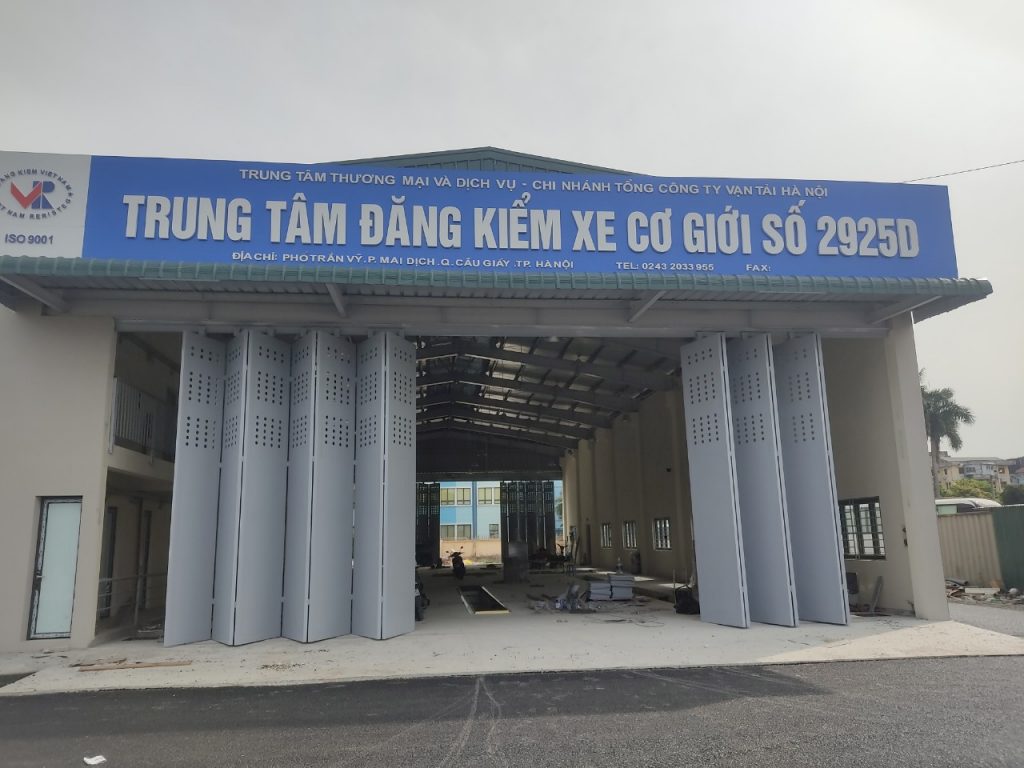 TRUNG TÂM THƯƠNG MẠI VÀ DỊCH VỤ - CHI NHÁNH TỔNG CÔNG TY VẬN TẢI HÀ NỘI
VR
ISO 9001
TRUNG TÂM ĐĂNG KIỂM XE CƠ GIỚI SỐ 2925D
ĐỊA CHỈ: PHỐ TRẦN VỸ. P. MAI DỊCH .Q. CẦU GIẤY .TP. HÀ NỘI TEL: 0243 2033 955 FAX: